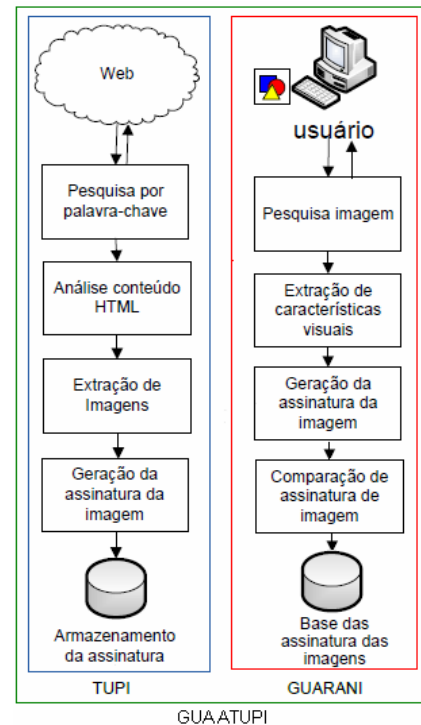 Web
Pesquisa por
palavra-chave
Análise conteúdo
HTML
Extração de
Imagens
Geração da
assinatura da
imagem
Armazenamento
da assinatura
TUPI
usuário
Pesquisa imagem
Extração de
características
visuais
Geração da
assinatura da
imagem
Comparação de
assinatura de
imagem
Base das
assinatura das
imagens
GUARANI
GUAATUPI